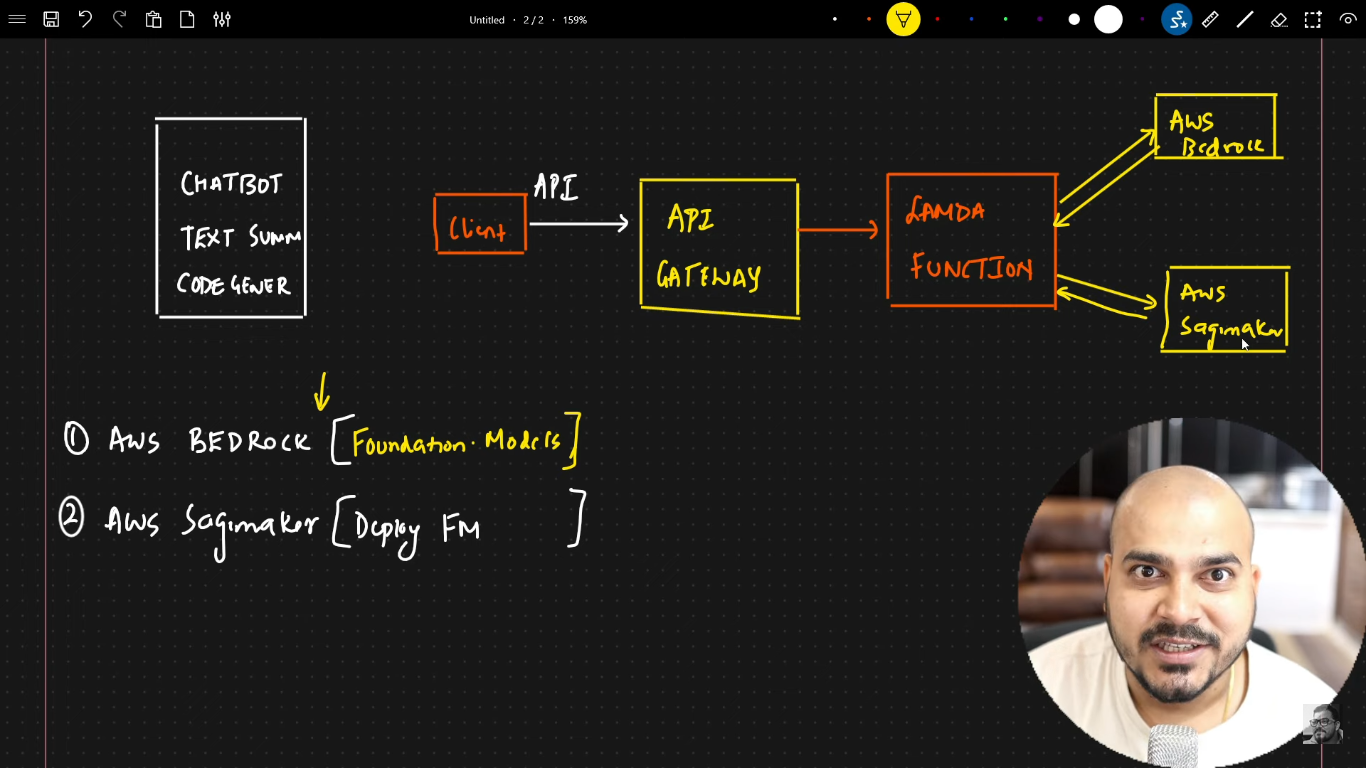 Untitled · 2 / 2 · 159%
CHATBOT
TEXT SUMM
CODE GENER
Client
API
API
GATEWAY
LAMDA
FUNCTION
AWS
Bedrock
AWS
Sagimaker
① AWS BEDROCK [Foundation. Models]
② AWS Sagimaker [Deploy FM ]